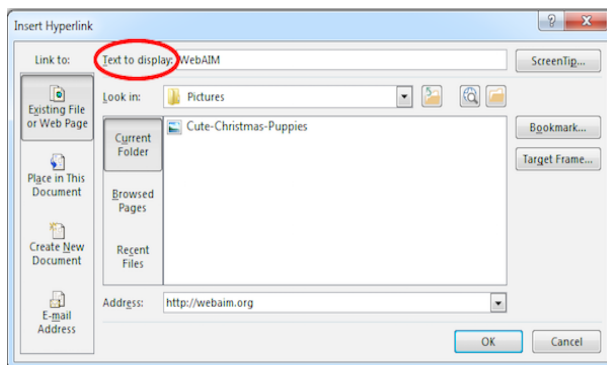 Insert Hyperlink
Link to:
Text to display: WebAIM
ScreenTip...
Existing File
or Web Page
Look in:
Pictures
Current
Folder
Cute-Christmas-Puppies
Bookmark...
Place in This
Document
Browsed
Pages
Target Frame...
Create New
Document
Recent
Files
E-mail
Address
Address:
http://webaim.org
OK
Cancel